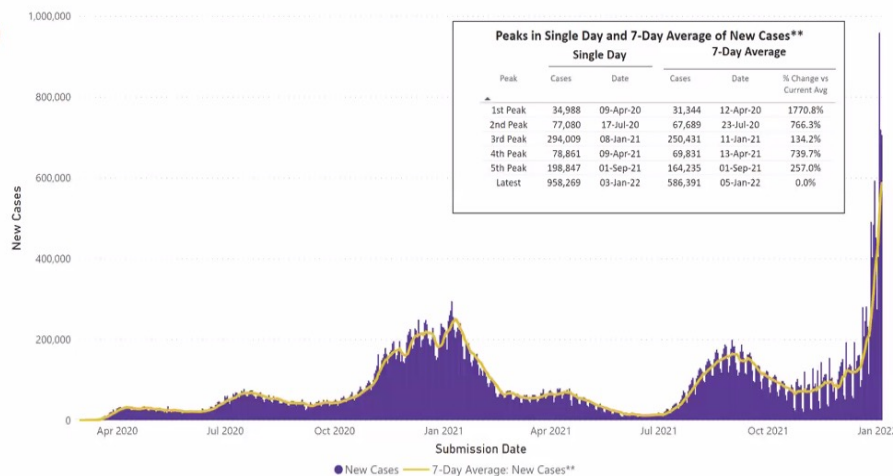 1,000,000
800,000
600,000
400,000
200,000
0
New Cases
Peaks in Single Day and 7-Day Average of New Cases**
Single Day 7-Day Average
Peak Cases Date Cases Date % Change vs
Current Avg
1st Peak 34,988 09-Apr-20 31,344 12-Apr-20 1770.8%
2nd Peak 77,080 17-Jul-20 67,689 23-Jul-20 766.3%
3rd Peak 294,009 08-Jan-21 250,431 11-Jan-21 134.2%
4th Peak 78,861 09-Apr-21 69,831 13-Apr-21 739.7%
5th Peak 198,847 01-Sep-21 164,235 01-Sep-21 257.0%
Latest 958,269 03-Jan-22 586,391 05-Jan-22 0.0%
Apr 2020 Jul 2020 Oct 2020 Jan 2021 Apr 2021 Jul 2021 Oct 2021 Jan 202
Submission Date
New Cases 7-Day Average: New Cases**